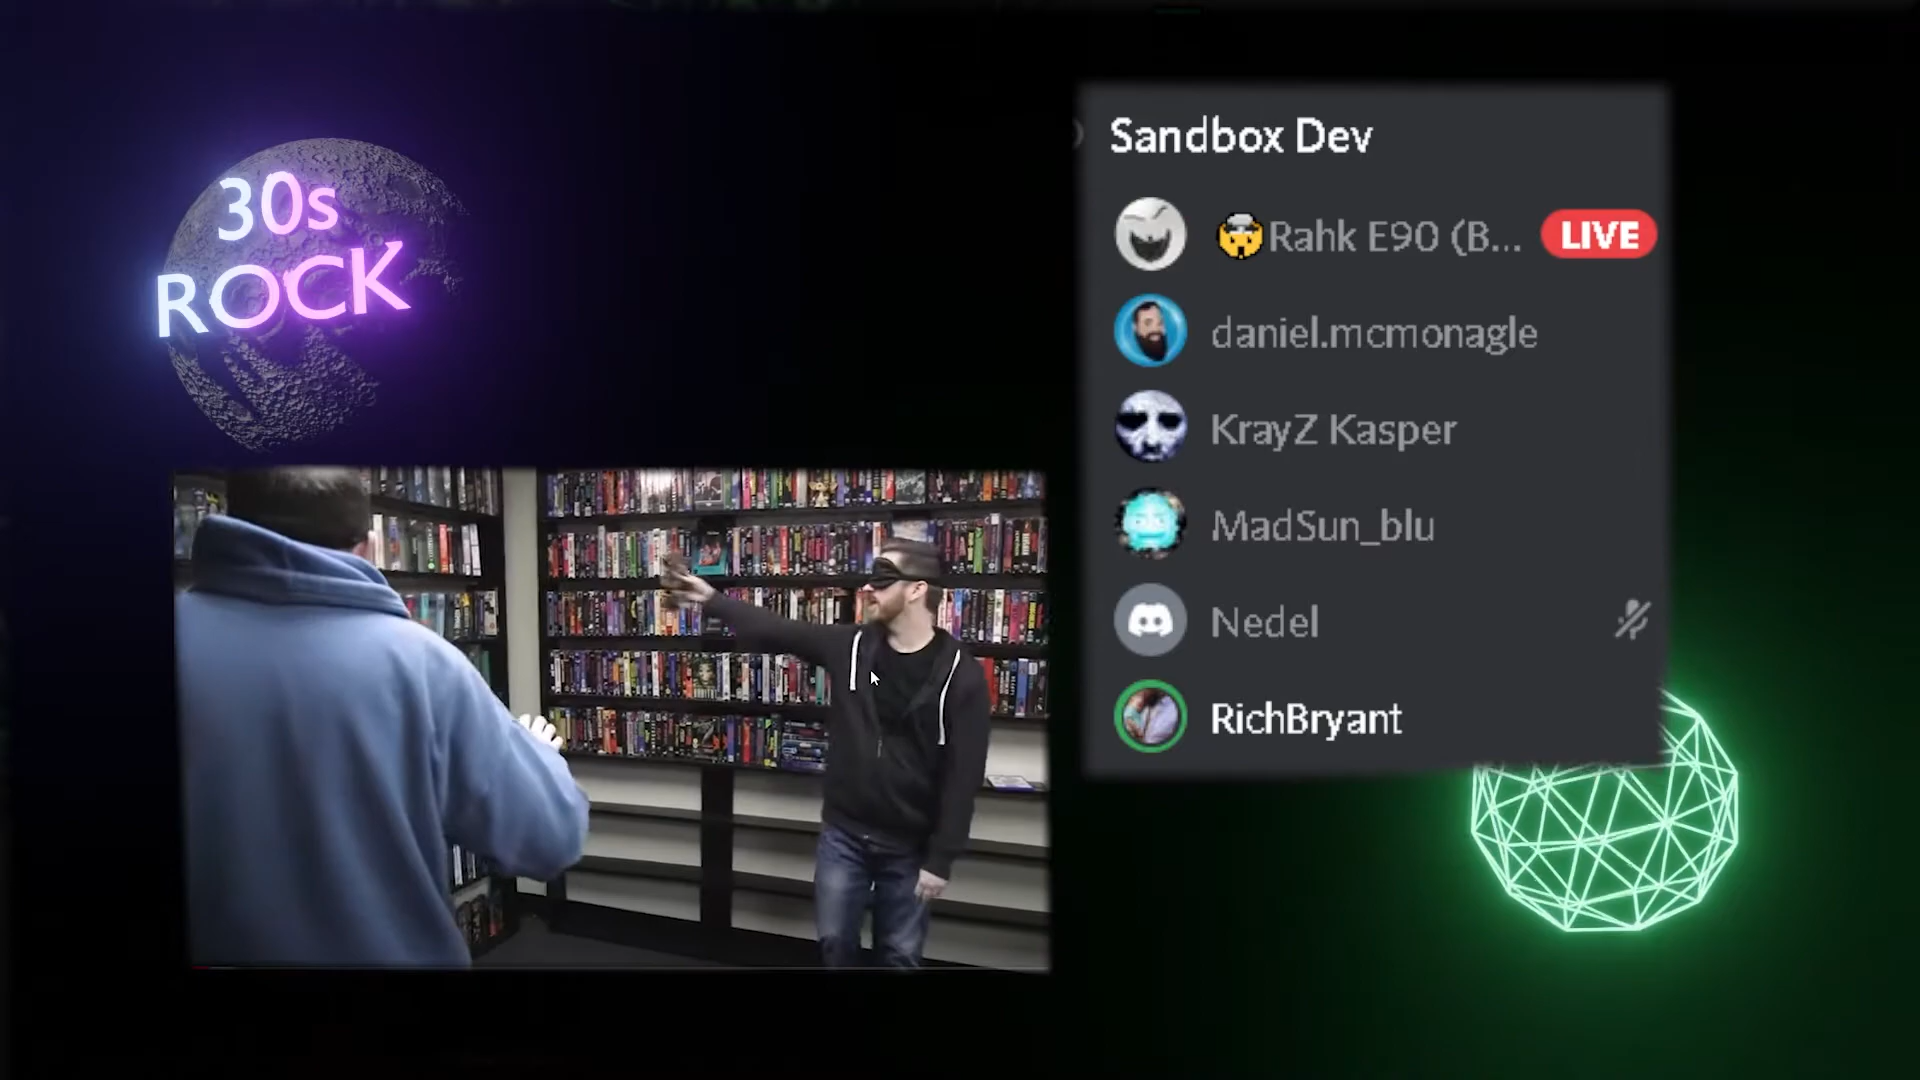 30s
ROCK
Sandbox Dev
Rahk E90 (B... LIVE
daniel.mcmonagle
KrayZ Kasper
MadSun_blu
Nedel
RichBryant